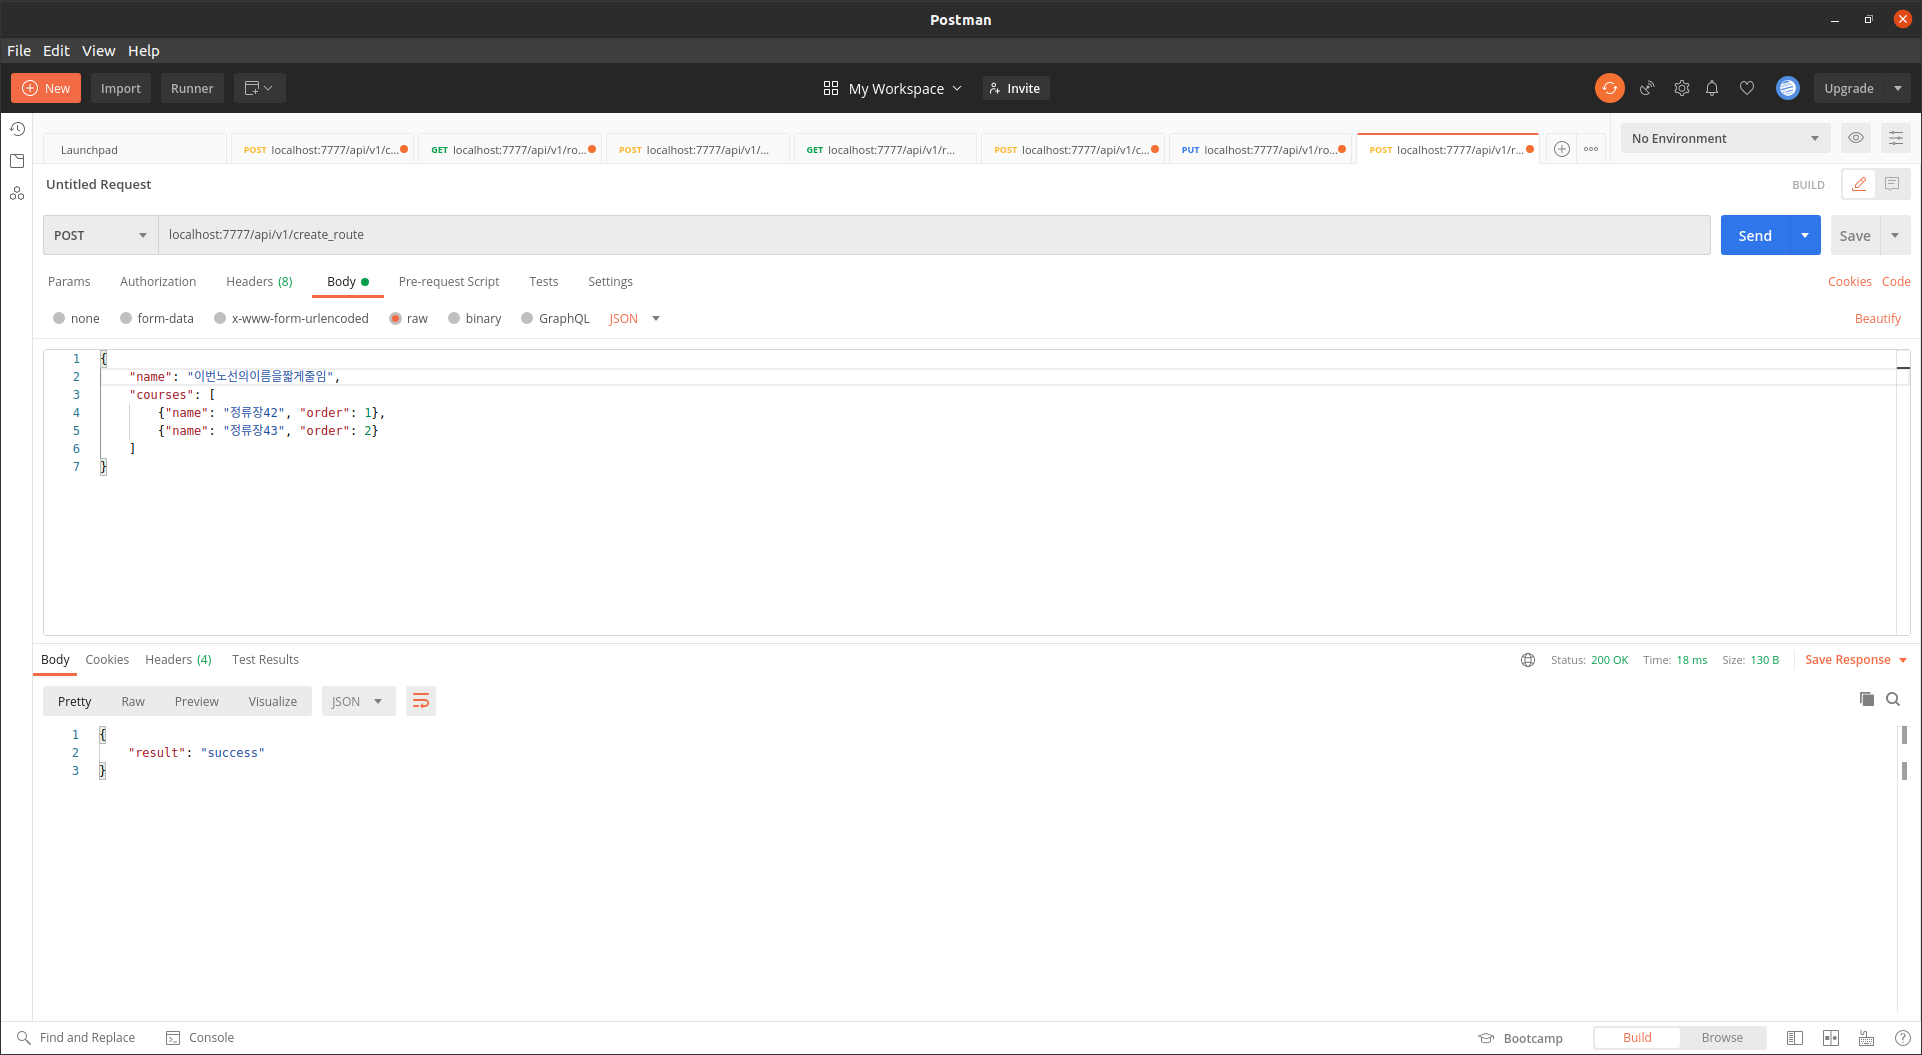 Postman
File Edit View Help
New Import Runner My Workspace Invite Upgrade
Launchpad POST localhost:7777/api/v1/c... GET localhost:7777/api/v1/ro... POST localhost:7777/api/v1/... GET localhost:7777/api/v1/r... POST localhost:7777/api/v1/c... PUT localhost:7777/api/v1/ro... POST localhost:7777/api/v1/r... No Environment
Untitled Request BUILD
POST localhost:7777/api/v1/create_route Send Save
Params Authorization Headers (8) Body Pre-request Script Tests Settings Cookies Code
none form-data x-www-form-urlencoded raw binary GraphQL JSON Beautify
1 {
2 "name": "이번노선의이름을짧게줄임",
3 "courses": [
4 {"name": "정류장42", "order": 1},
5 {"name": "정류장43", "order": 2}
6 ]
7 }
Body Cookies Headers (4) Test Results Status: 200 OK Time: 18 ms Size: 130 B Save Response
Pretty Raw Preview Visualize JSON
1 {
2 "result": "success"
3 }
Find and Replace Console Bootcamp Build Browse